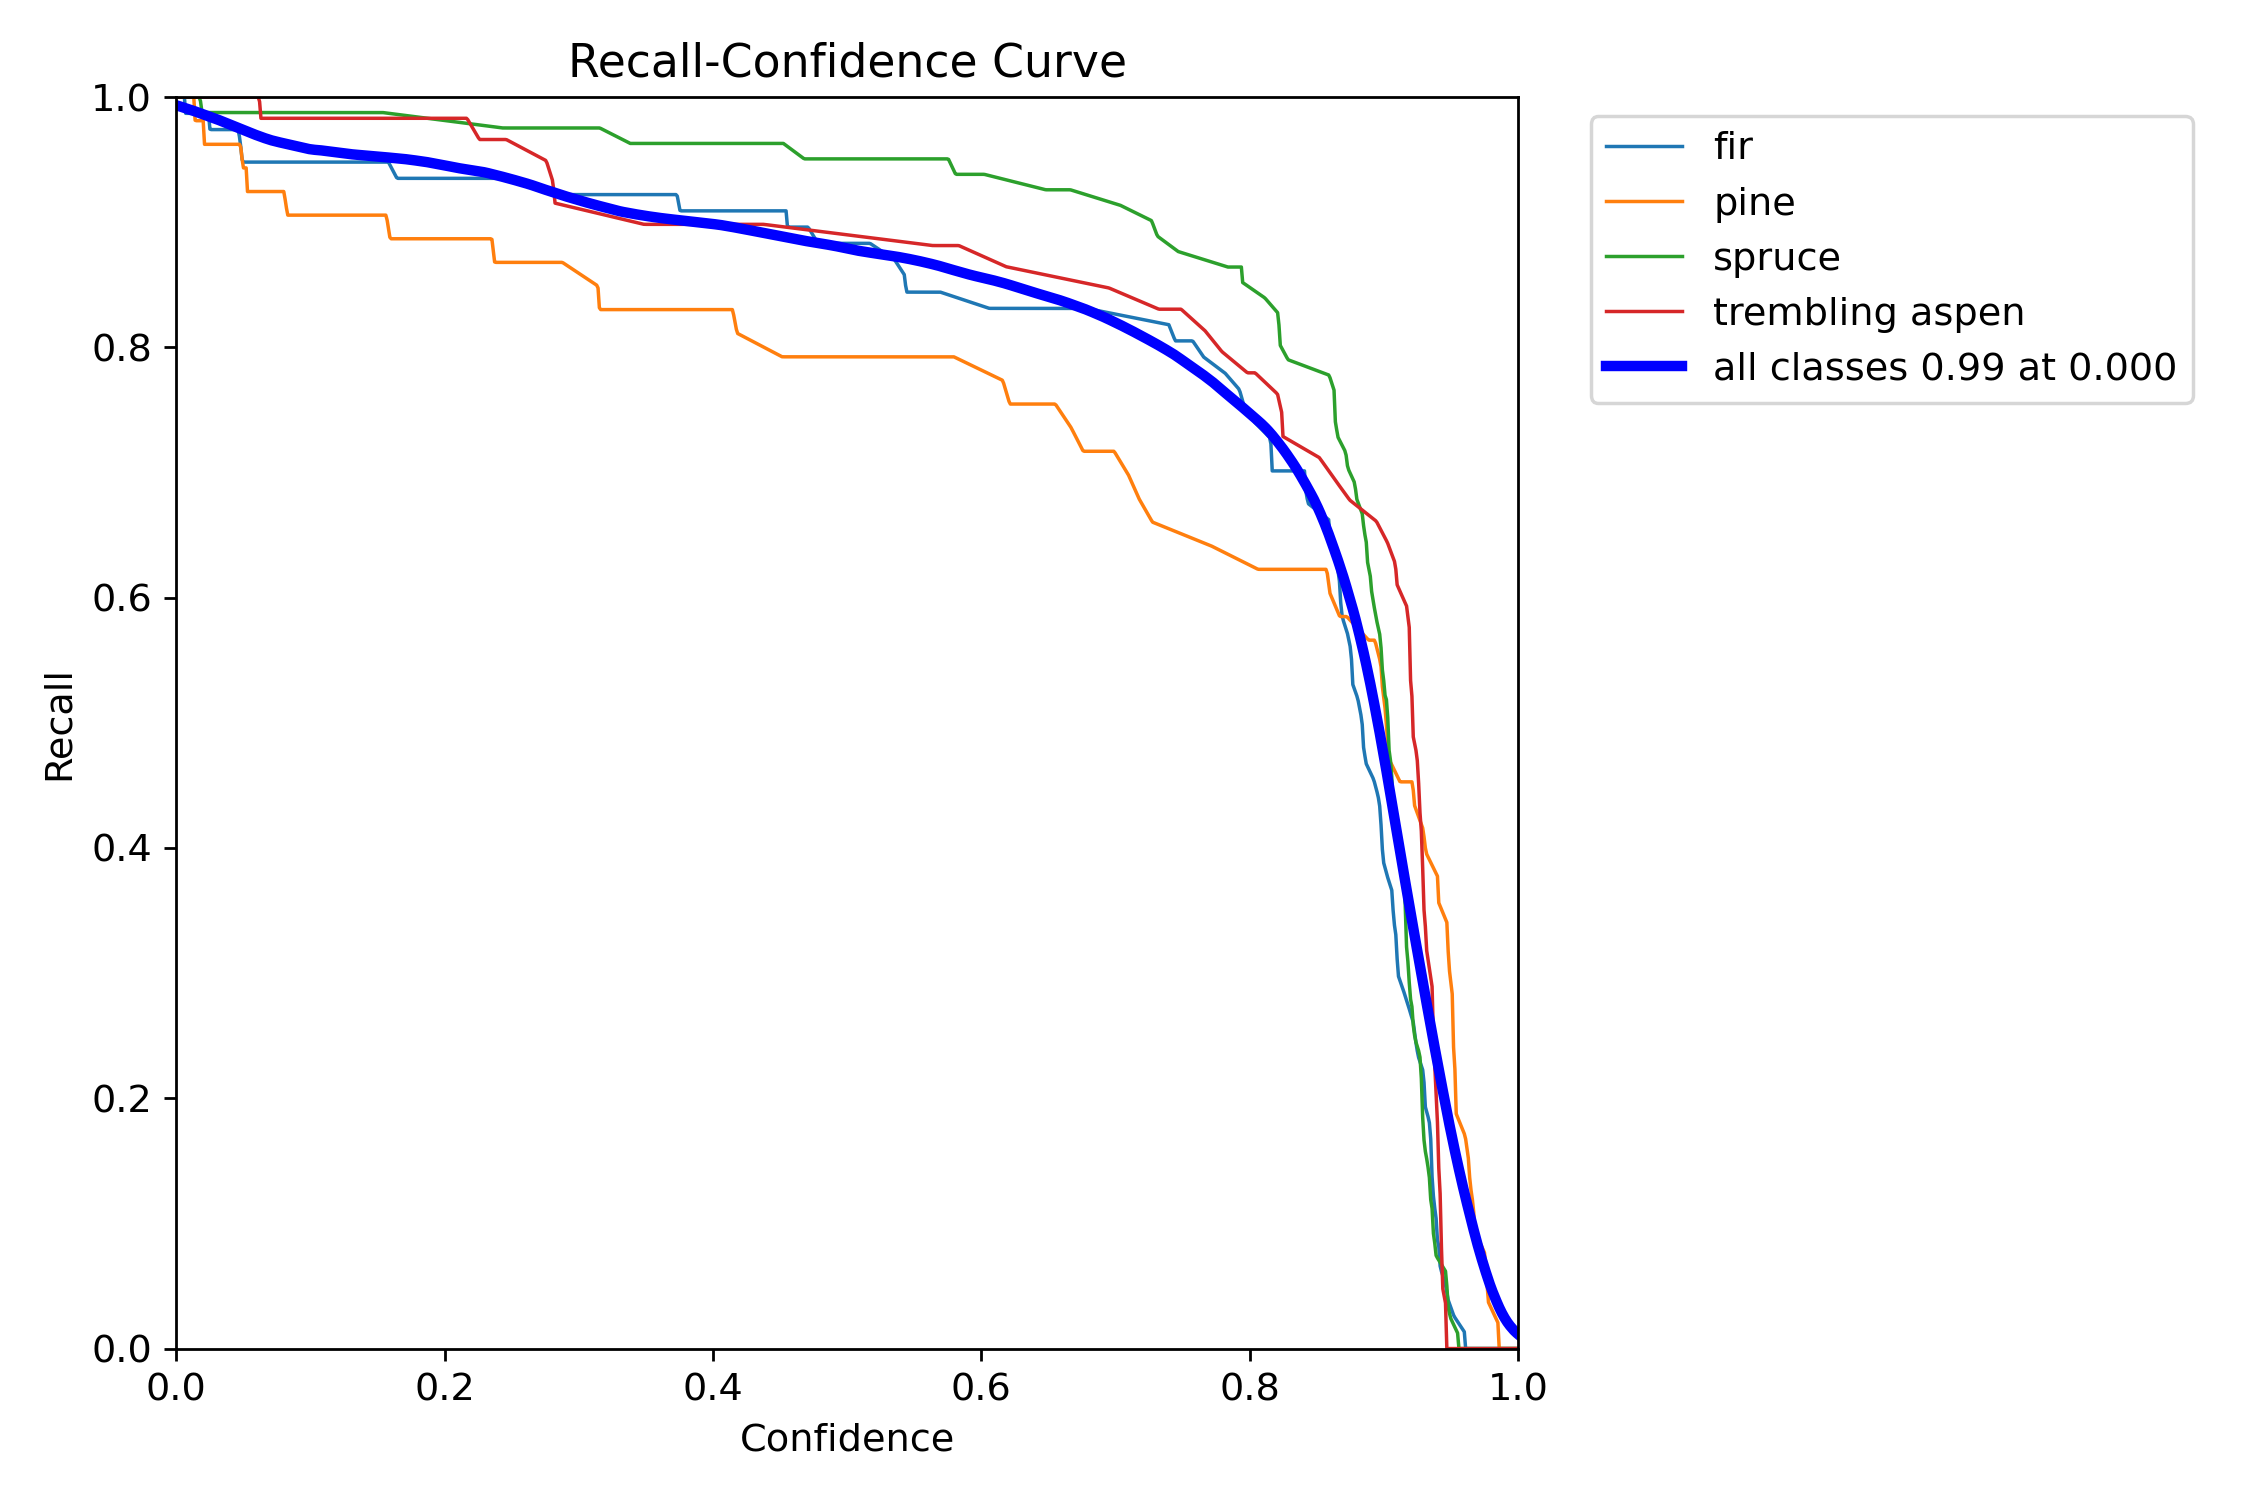 Recall-Confidence Curve
1.0
0.8
0.6
0.4
0.2
0.0
Recall
0.0 0.2 0.4 0.6 0.8 1.0
Confidence
fir
pine
spruce
trembling aspen
all classes 0.99 at 0.000